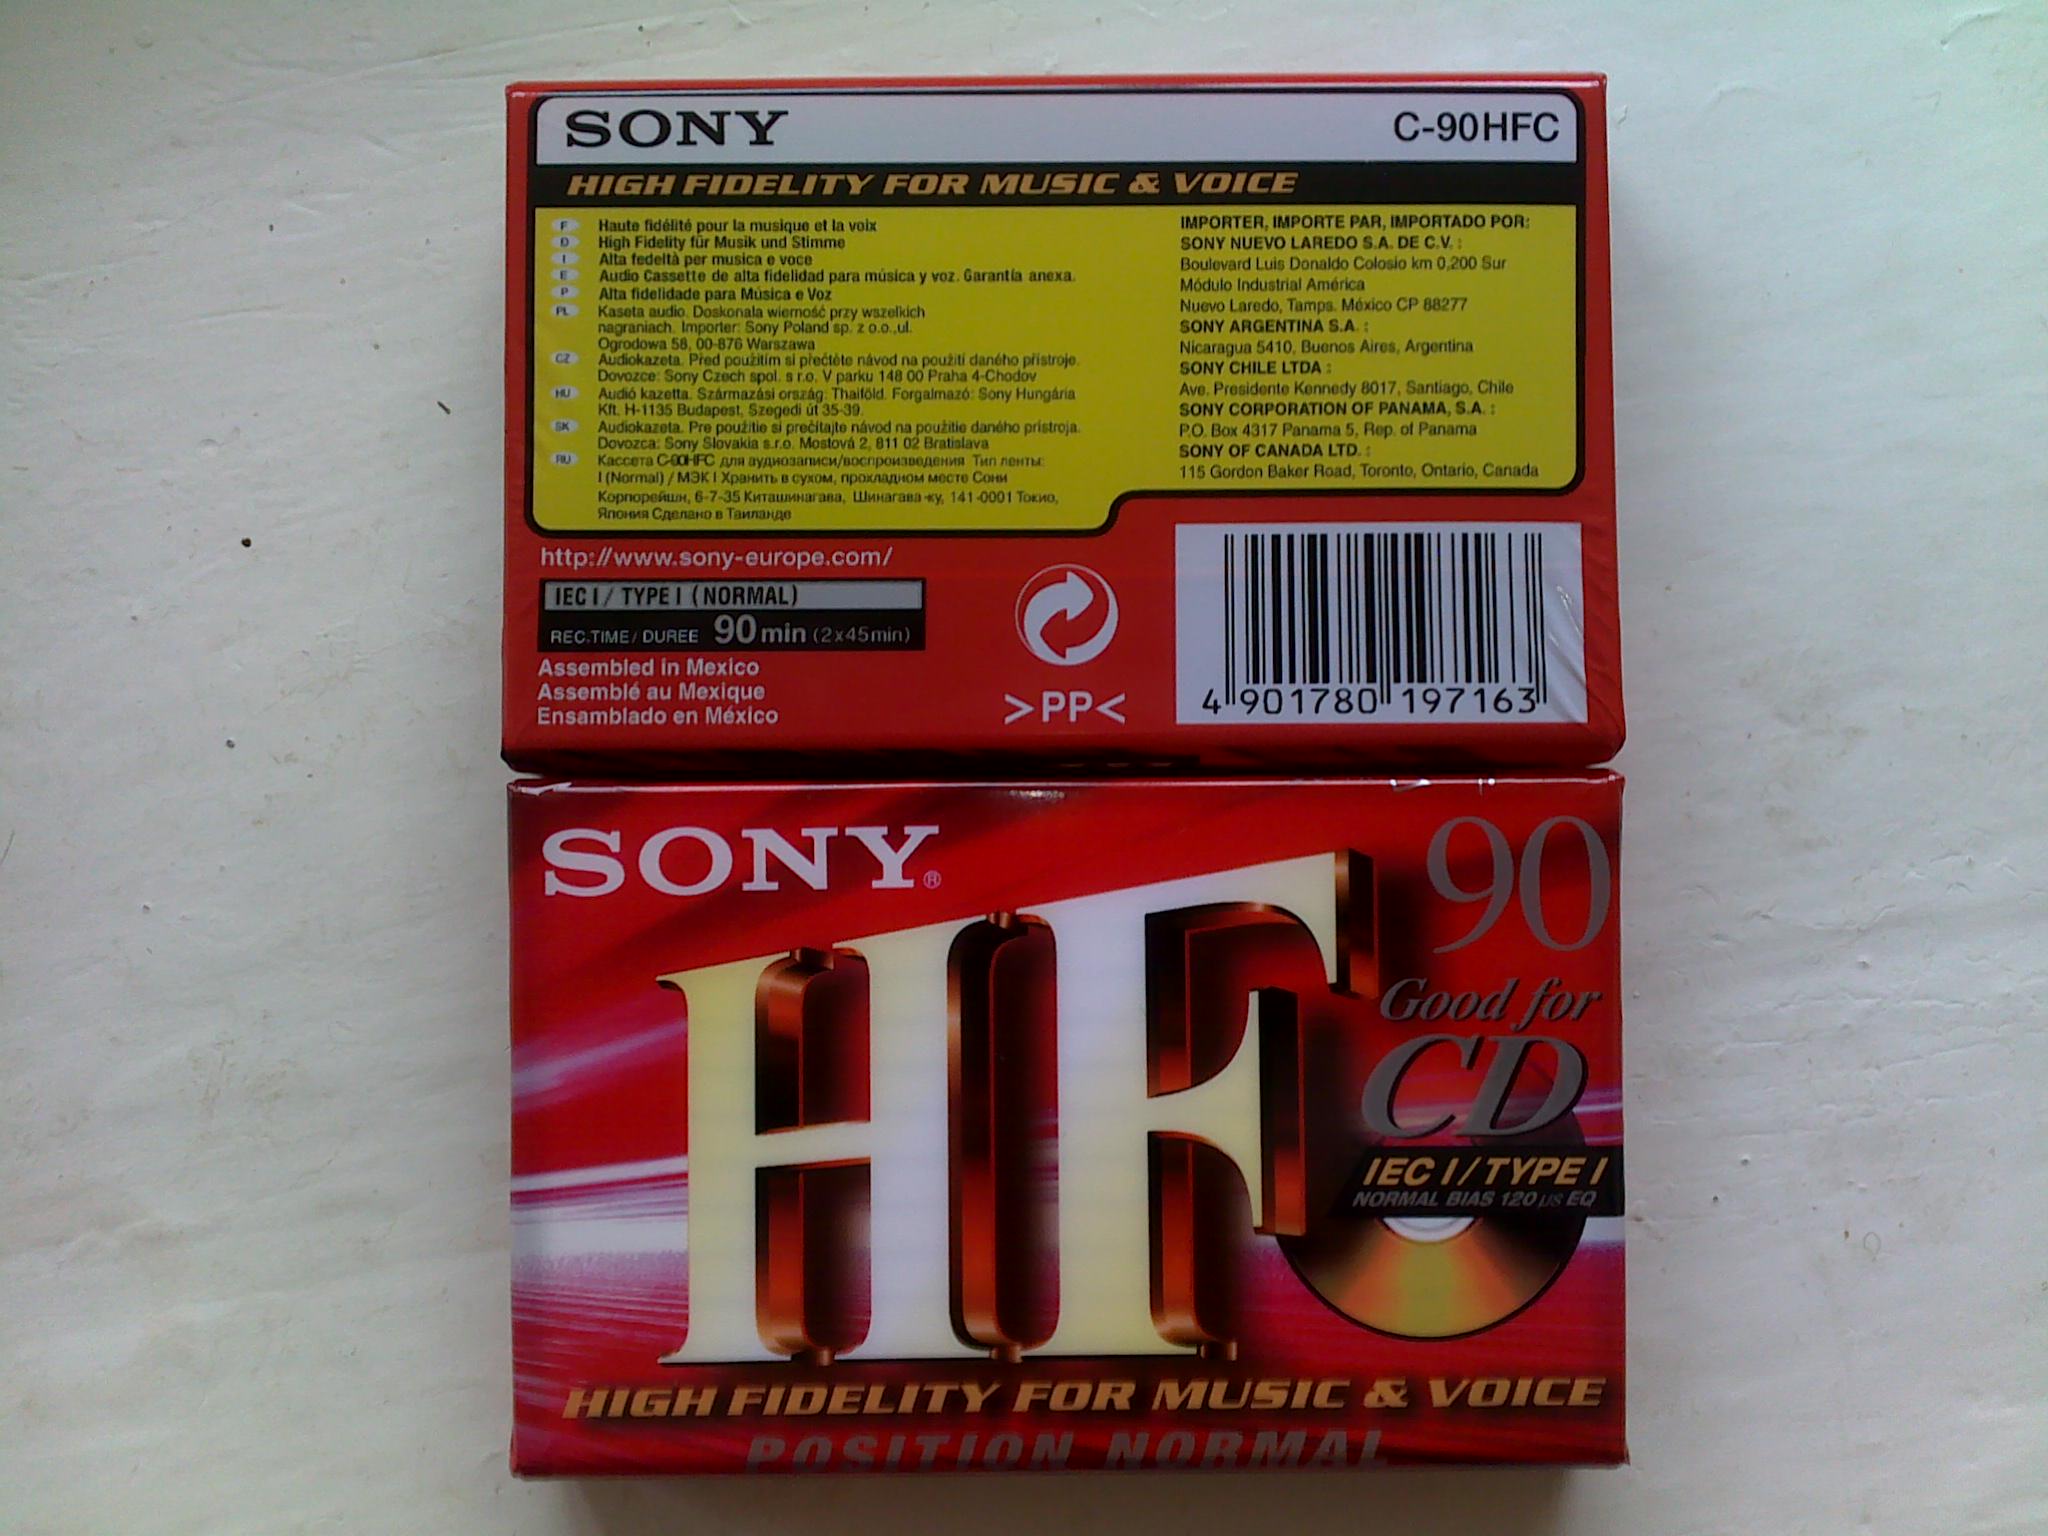 SONY
C-90HFC
HIGH FIDELITY FOR MUSIC & VOICE
F Haute fidélité pour la musique et la voix
D High Fidelity für Musik und Stimme
I Alta fedeltà per musica e voce
E Audio Cassette de alta fidelidad para música y voz. Garantía anexa.
P Alta fidelidade para Música e Voz
PL Kaseta audio. Doskonała wierność przy wszelkich
nagraniach. Importer: Sony Poland sp. z o.o.,ul.
Ogrodowa 58, 00-876 Warszawa
CZ Audiokazeta. Před použitím si přečtěte návod na použití daného přístroje.
Dovozce: Sony Czech spol. s r.o. V parku 148 00 Praha 4-Chodov
HU Audió kazetta. Származási ország: Thaiföld. Forgalmazó: Sony Hungária
Kft. H-1135 Budapest, Szegedi út 35-39.
SK Audiokazeta. Pre použitie si prečítajte návod na použitie daného prístroja.
Dovozca: Sony Slovakia s.r.o. Mostová 2, 811 02 Bratislava
RU Кассета C-90HFC для аудиозаписи/воспроизведения Тип ленты:
I (Normal) / МЭК I Хранить в сухом, прохладном месте Сони
Корпорейшн, 6-7-35 Киташинагава, Шинагава-ку, 141-0001 Токио,
Япония Сделано в Таиланде
IMPORTER, IMPORTE PAR, IMPORTADO POR:
SONY NUEVO LAREDO S.A. DE C.V. :
Boulevard Luis Donaldo Colosio km 0,200 Sur
Módulo Industrial América
Nuevo Laredo, Tamps. México CP 88277
SONY ARGENTINA S.A. :
Nicaragua 5410, Buenos Aires, Argentina
SONY CHILE LTDA :
Ave. Presidente Kennedy 8017, Santiago, Chile
SONY CORPORATION OF PANAMA, S.A. :
P.O. Box 4317 Panama 5, Rep. of Panama
SONY OF CANADA LTD. :
115 Gordon Baker Road, Toronto, Ontario, Canada
http://www.sony-europe.com/
IEC I / TYPE I (NORMAL)
REC.TIME/ DUREE 90 min (2x45min)
Assembled in Mexico
Assemblé au Mexique
Ensamblado en México
>PP<
4 901780 197163
SONY®
90
HF
Good for
CD
IEC I / TYPE I
NORMAL BIAS 120 µs EQ
HIGH FIDELITY FOR MUSIC & VOICE
POSITION NORMAL